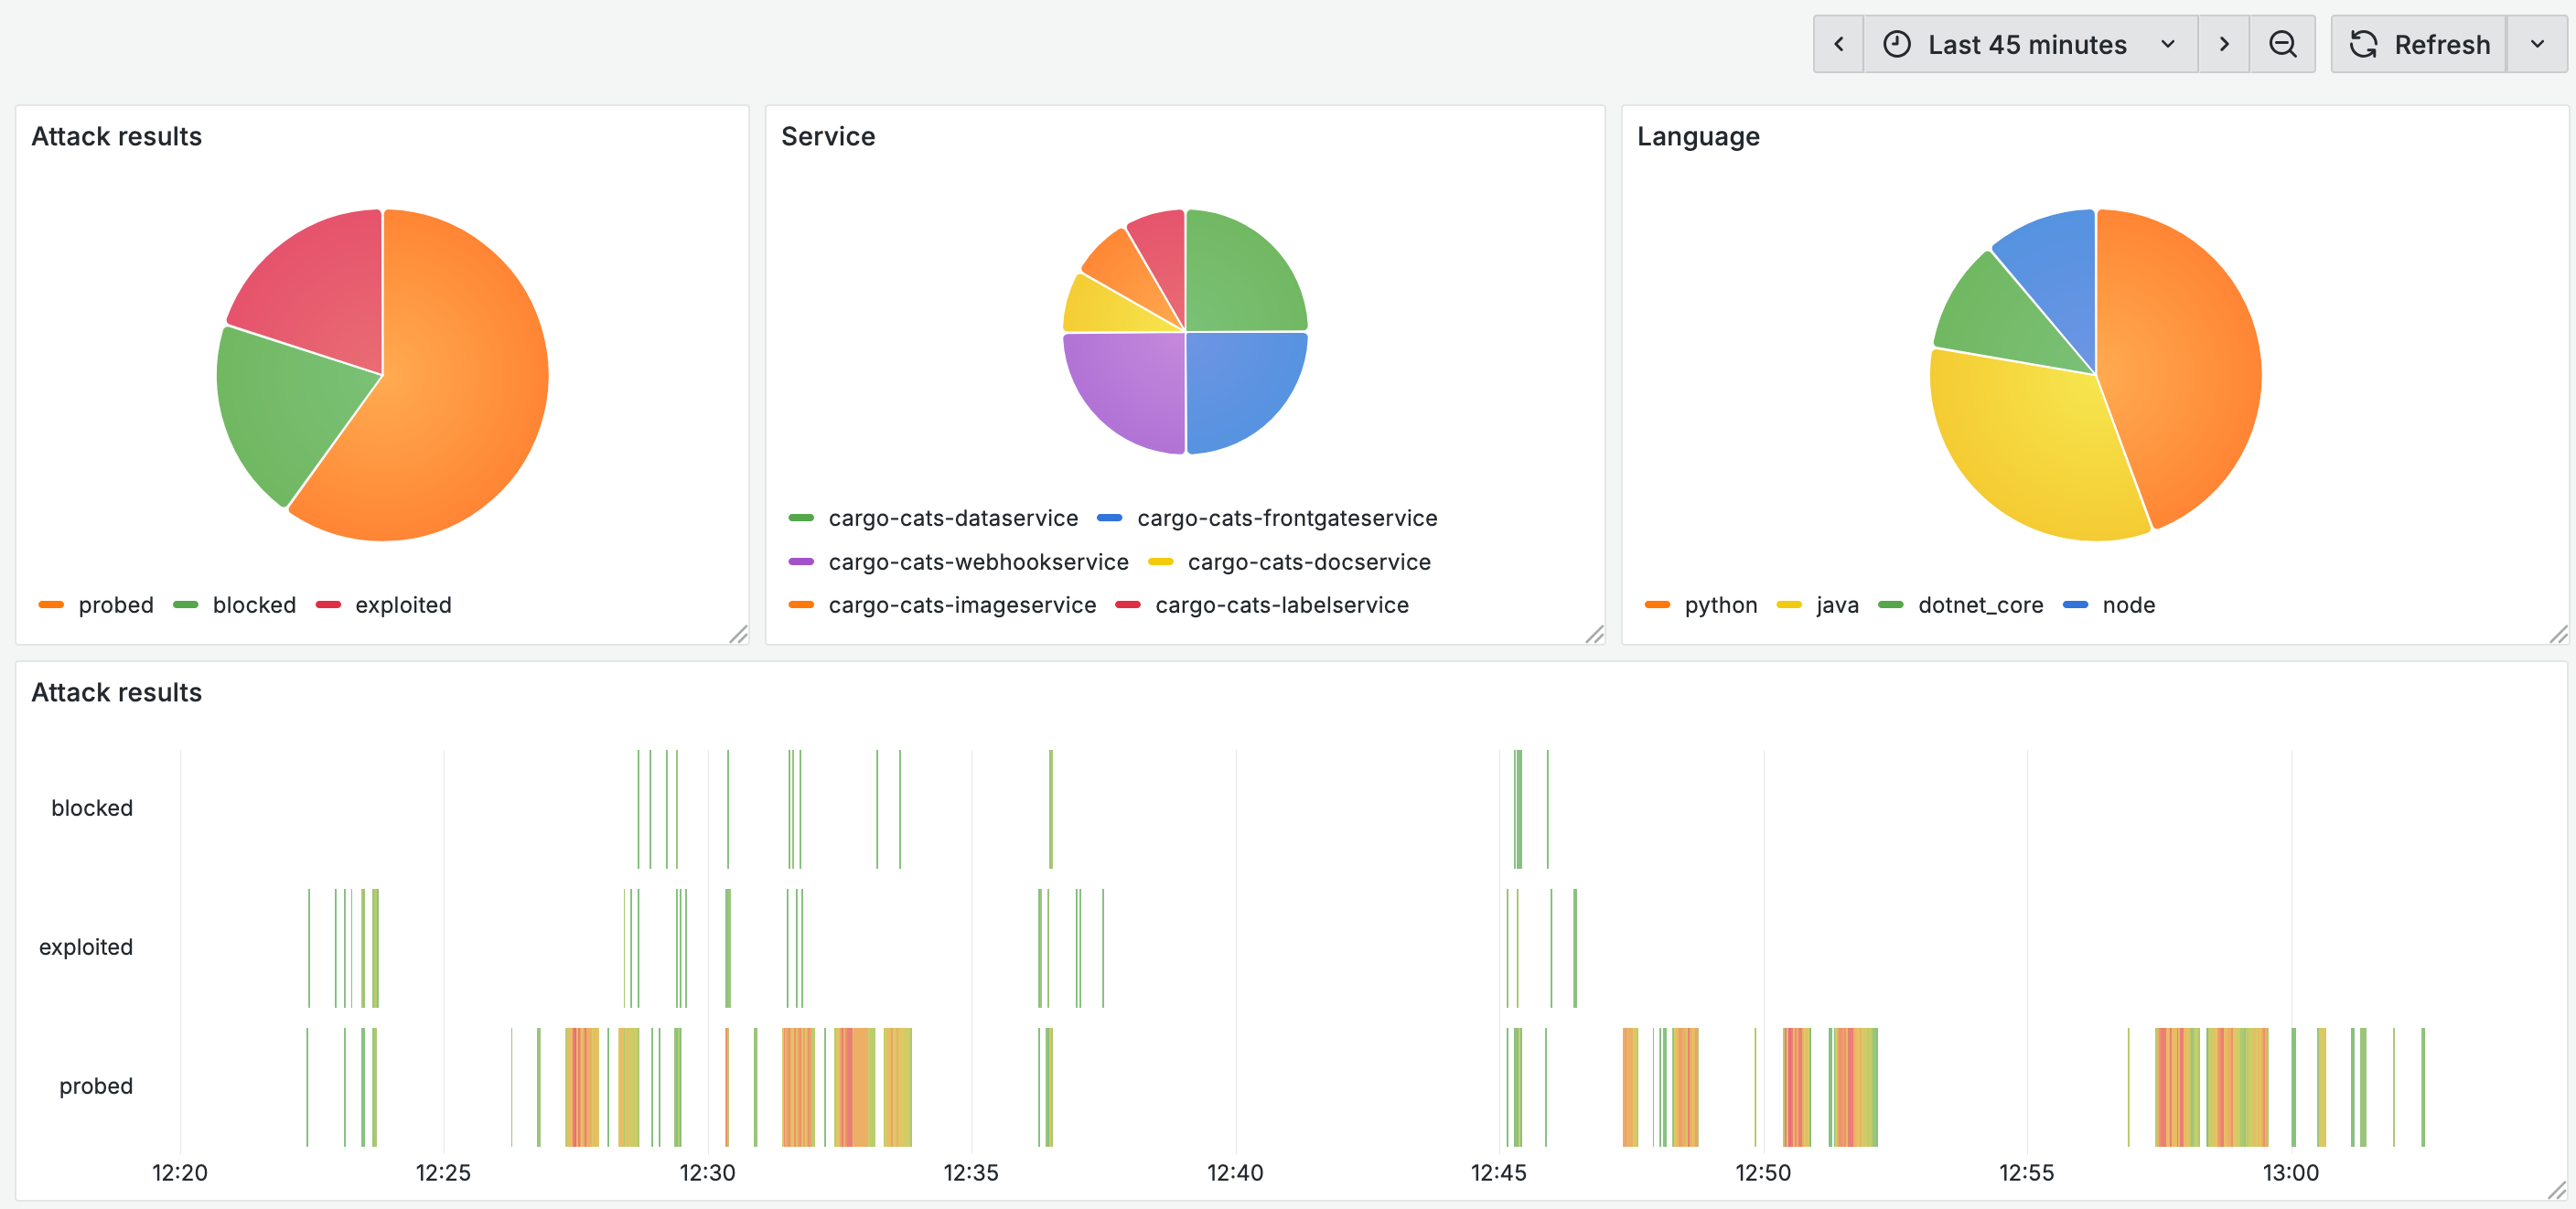 Last 45 minutes Refresh
Attack results
probed blocked exploited
Service
cargo-cats-dataservice cargo-cats-frontgateservice
cargo-cats-webhookservice cargo-cats-docservice
cargo-cats-imageservice cargo-cats-labelservice
Language
python java dotnet_core node
Attack results
blocked
exploited
probed
12:20 12:25 12:30 12:35 12:40 12:45 12:50 12:55 13:00